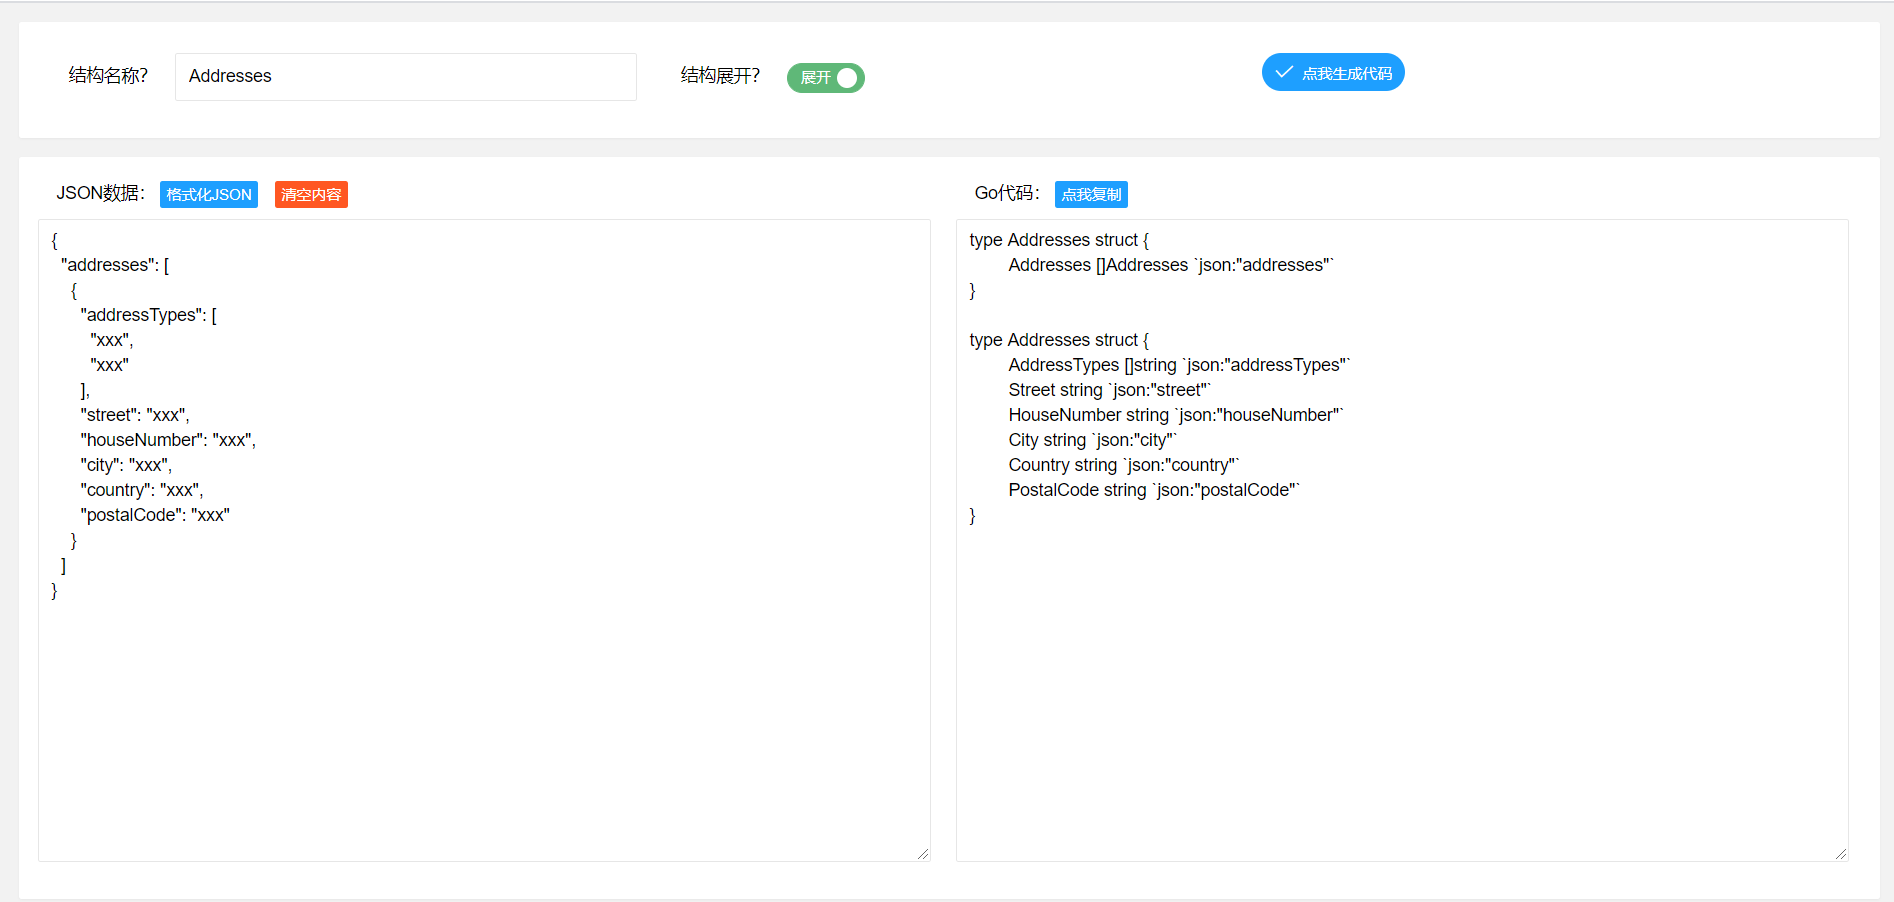 结构名称? Addresses 结构展开? 展开 点我生成代码
JSON数据: 格式化JSON 清空内容
{
  "addresses": [
    {
      "addressTypes": [
        "xxx",
        "xxx"
      ],
      "street": "xxx",
      "houseNumber": "xxx",
      "city": "xxx",
      "country": "xxx",
      "postalCode": "xxx"
    }
  ]
}
Go代码: 点我复制
type Addresses struct {
	Addresses []Addresses `json:"addresses"`
}

type Addresses struct {
	AddressTypes []string `json:"addressTypes"`
	Street string `json:"street"`
	HouseNumber string `json:"houseNumber"`
	City string `json:"city"`
	Country string `json:"country"`
	PostalCode string `json:"postalCode"`
}